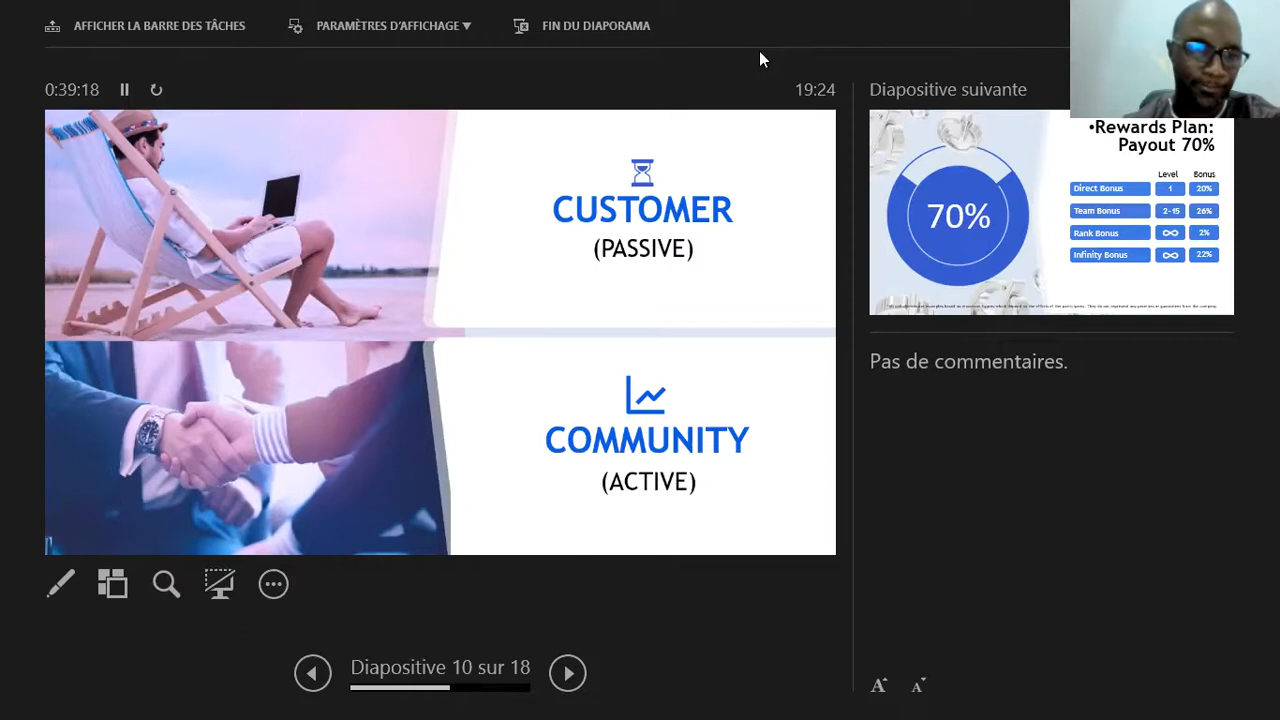 AFFICHER LA BARRE DES TÂCHES
PARAMÈTRES D'AFFICHAGE ▼
FIN DU DIAPORAMA
0:39:18
19:24
CUSTOMER
(PASSIVE)
COMMUNITY
(ACTIVE)
Diapositive 10 sur 18
Diapositive suivante
•Rewards Plan:
Payout 70%
70%
Level Bonus
Direct Bonus 1 20%
Team Bonus 2-15 26%
Rank Bonus ∞ 2%
Infinity Bonus ∞ 22%
Pas de commentaires.
A A